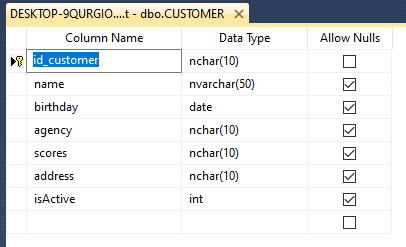 DESKTOP-9QURGIO....t - dbo.CUSTOMER
Column Name Data Type Allow Nulls
id_customer nchar(10)
name nvarchar(50)
birthday date
agency nchar(10)
scores nchar(10)
address nchar(10)
isActive int